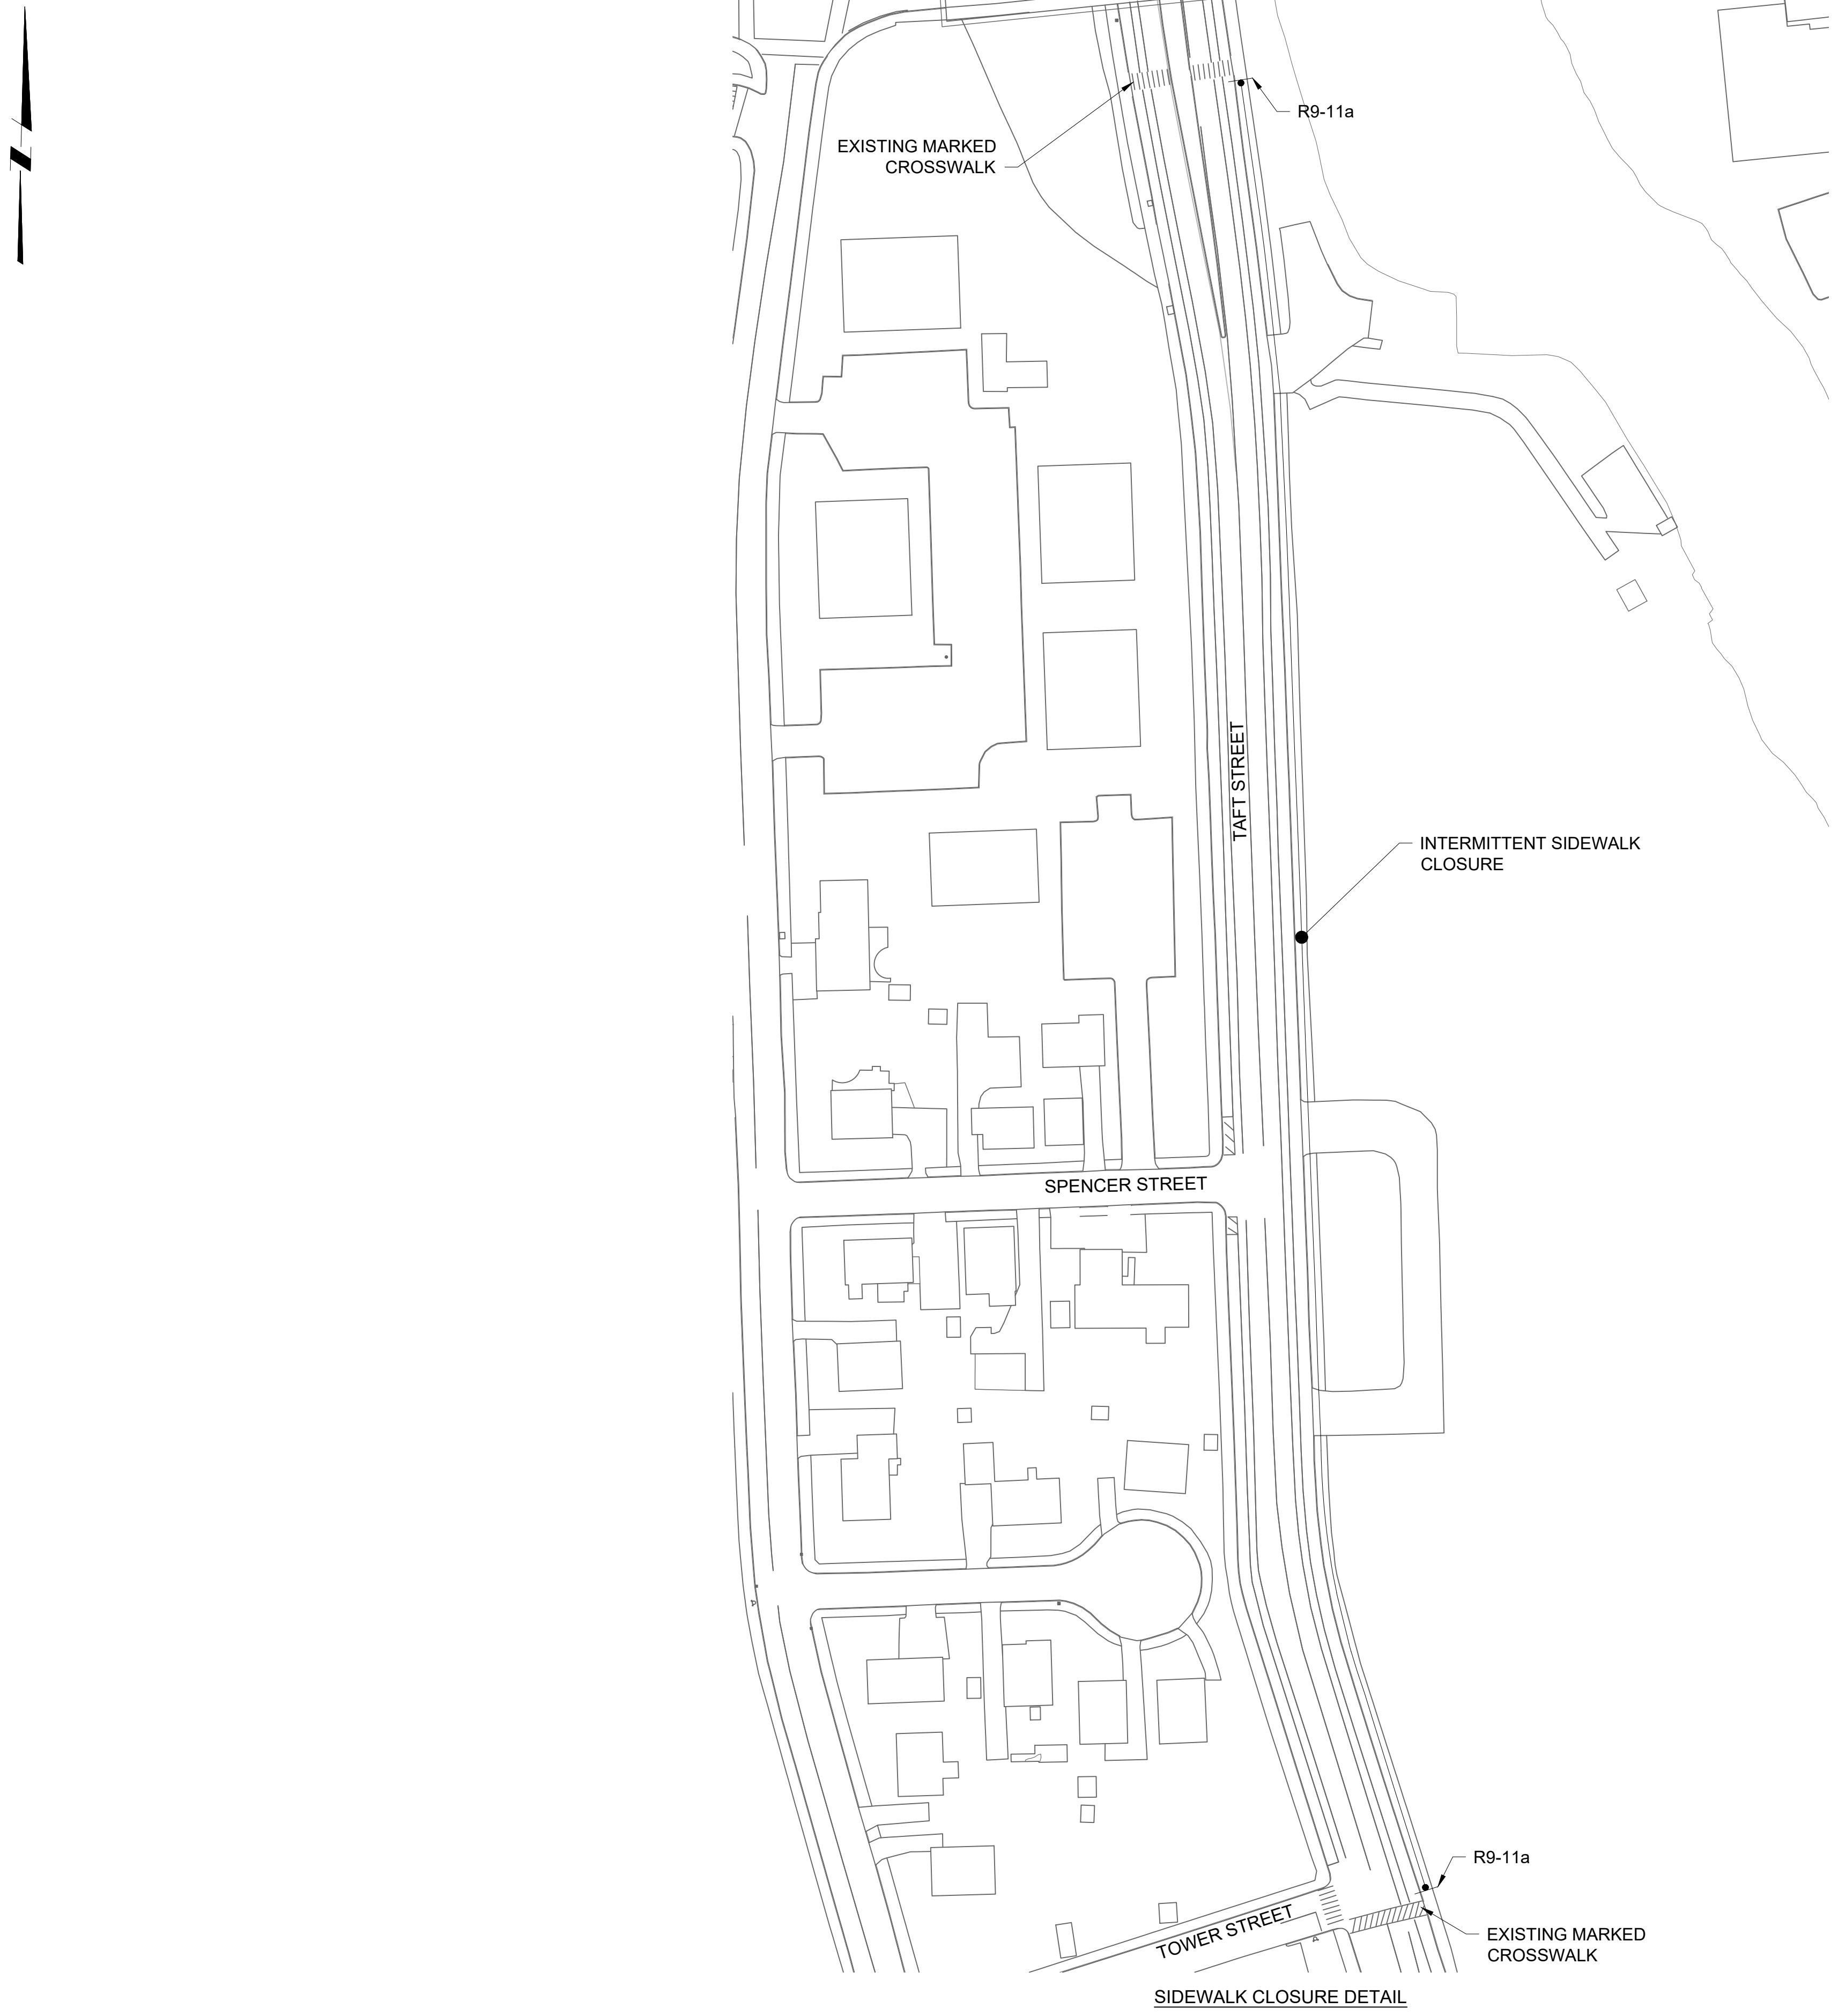 R9-11a
EXISTING MARKED
CROSSWALK
TAFT STREET
INTERMITTENT SIDEWALK
CLOSURE
SPENCER STREET
R9-11a
TOWER STREET
EXISTING MARKED
CROSSWALK
SIDEWALK CLOSURE DETAIL